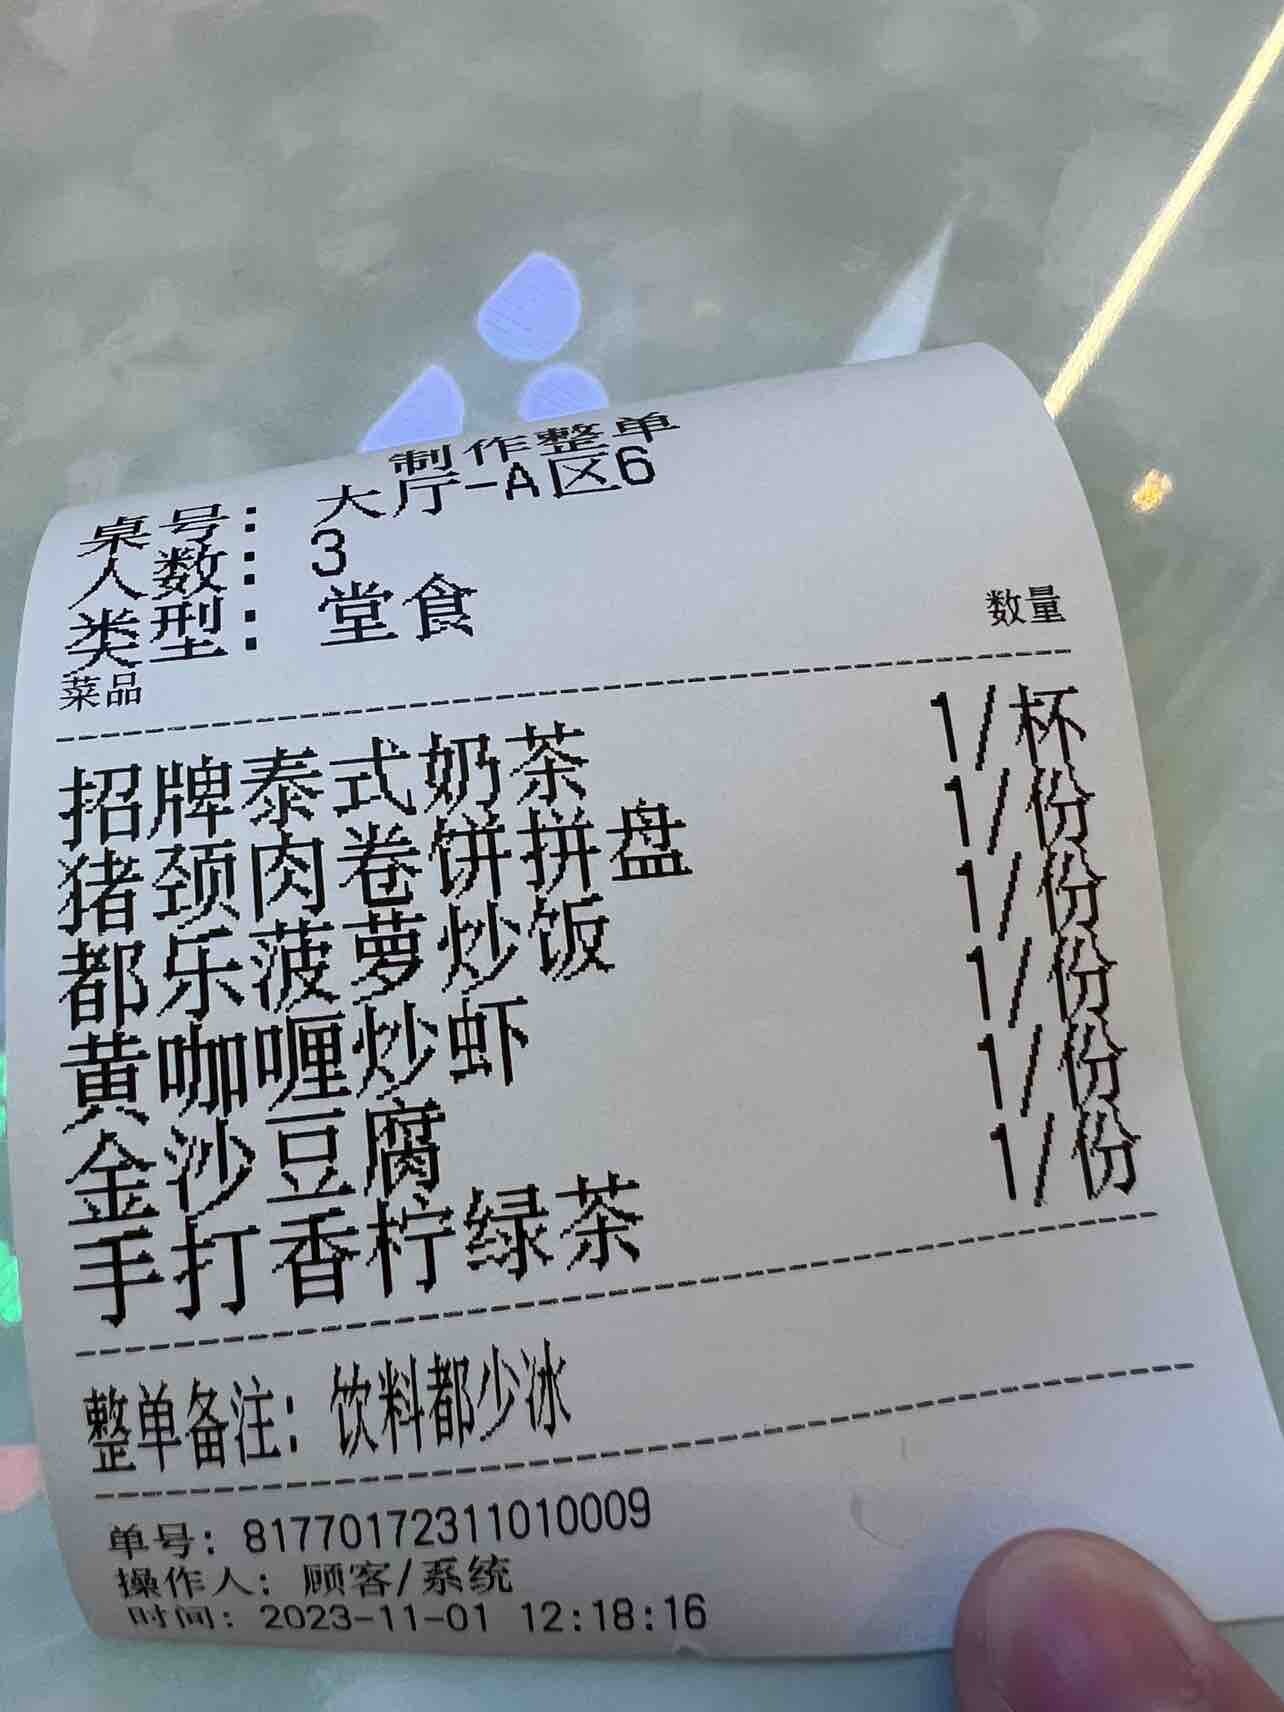 制作整单
桌号： 大厅-A区6
人数： 3
类型： 堂食
菜品 数量
招牌泰式奶茶 1/杯
猪颈肉卷饼拼盘 1/份
都乐菠萝炒饭 1/份
黄咖喱炒虾 1/份
金沙豆腐 1/份
手打香柠绿茶 1/份
整单备注：饮料都少冰
单号：81770172311010009
操作人：顾客/系统
时间：2023-11-01 12:18:16